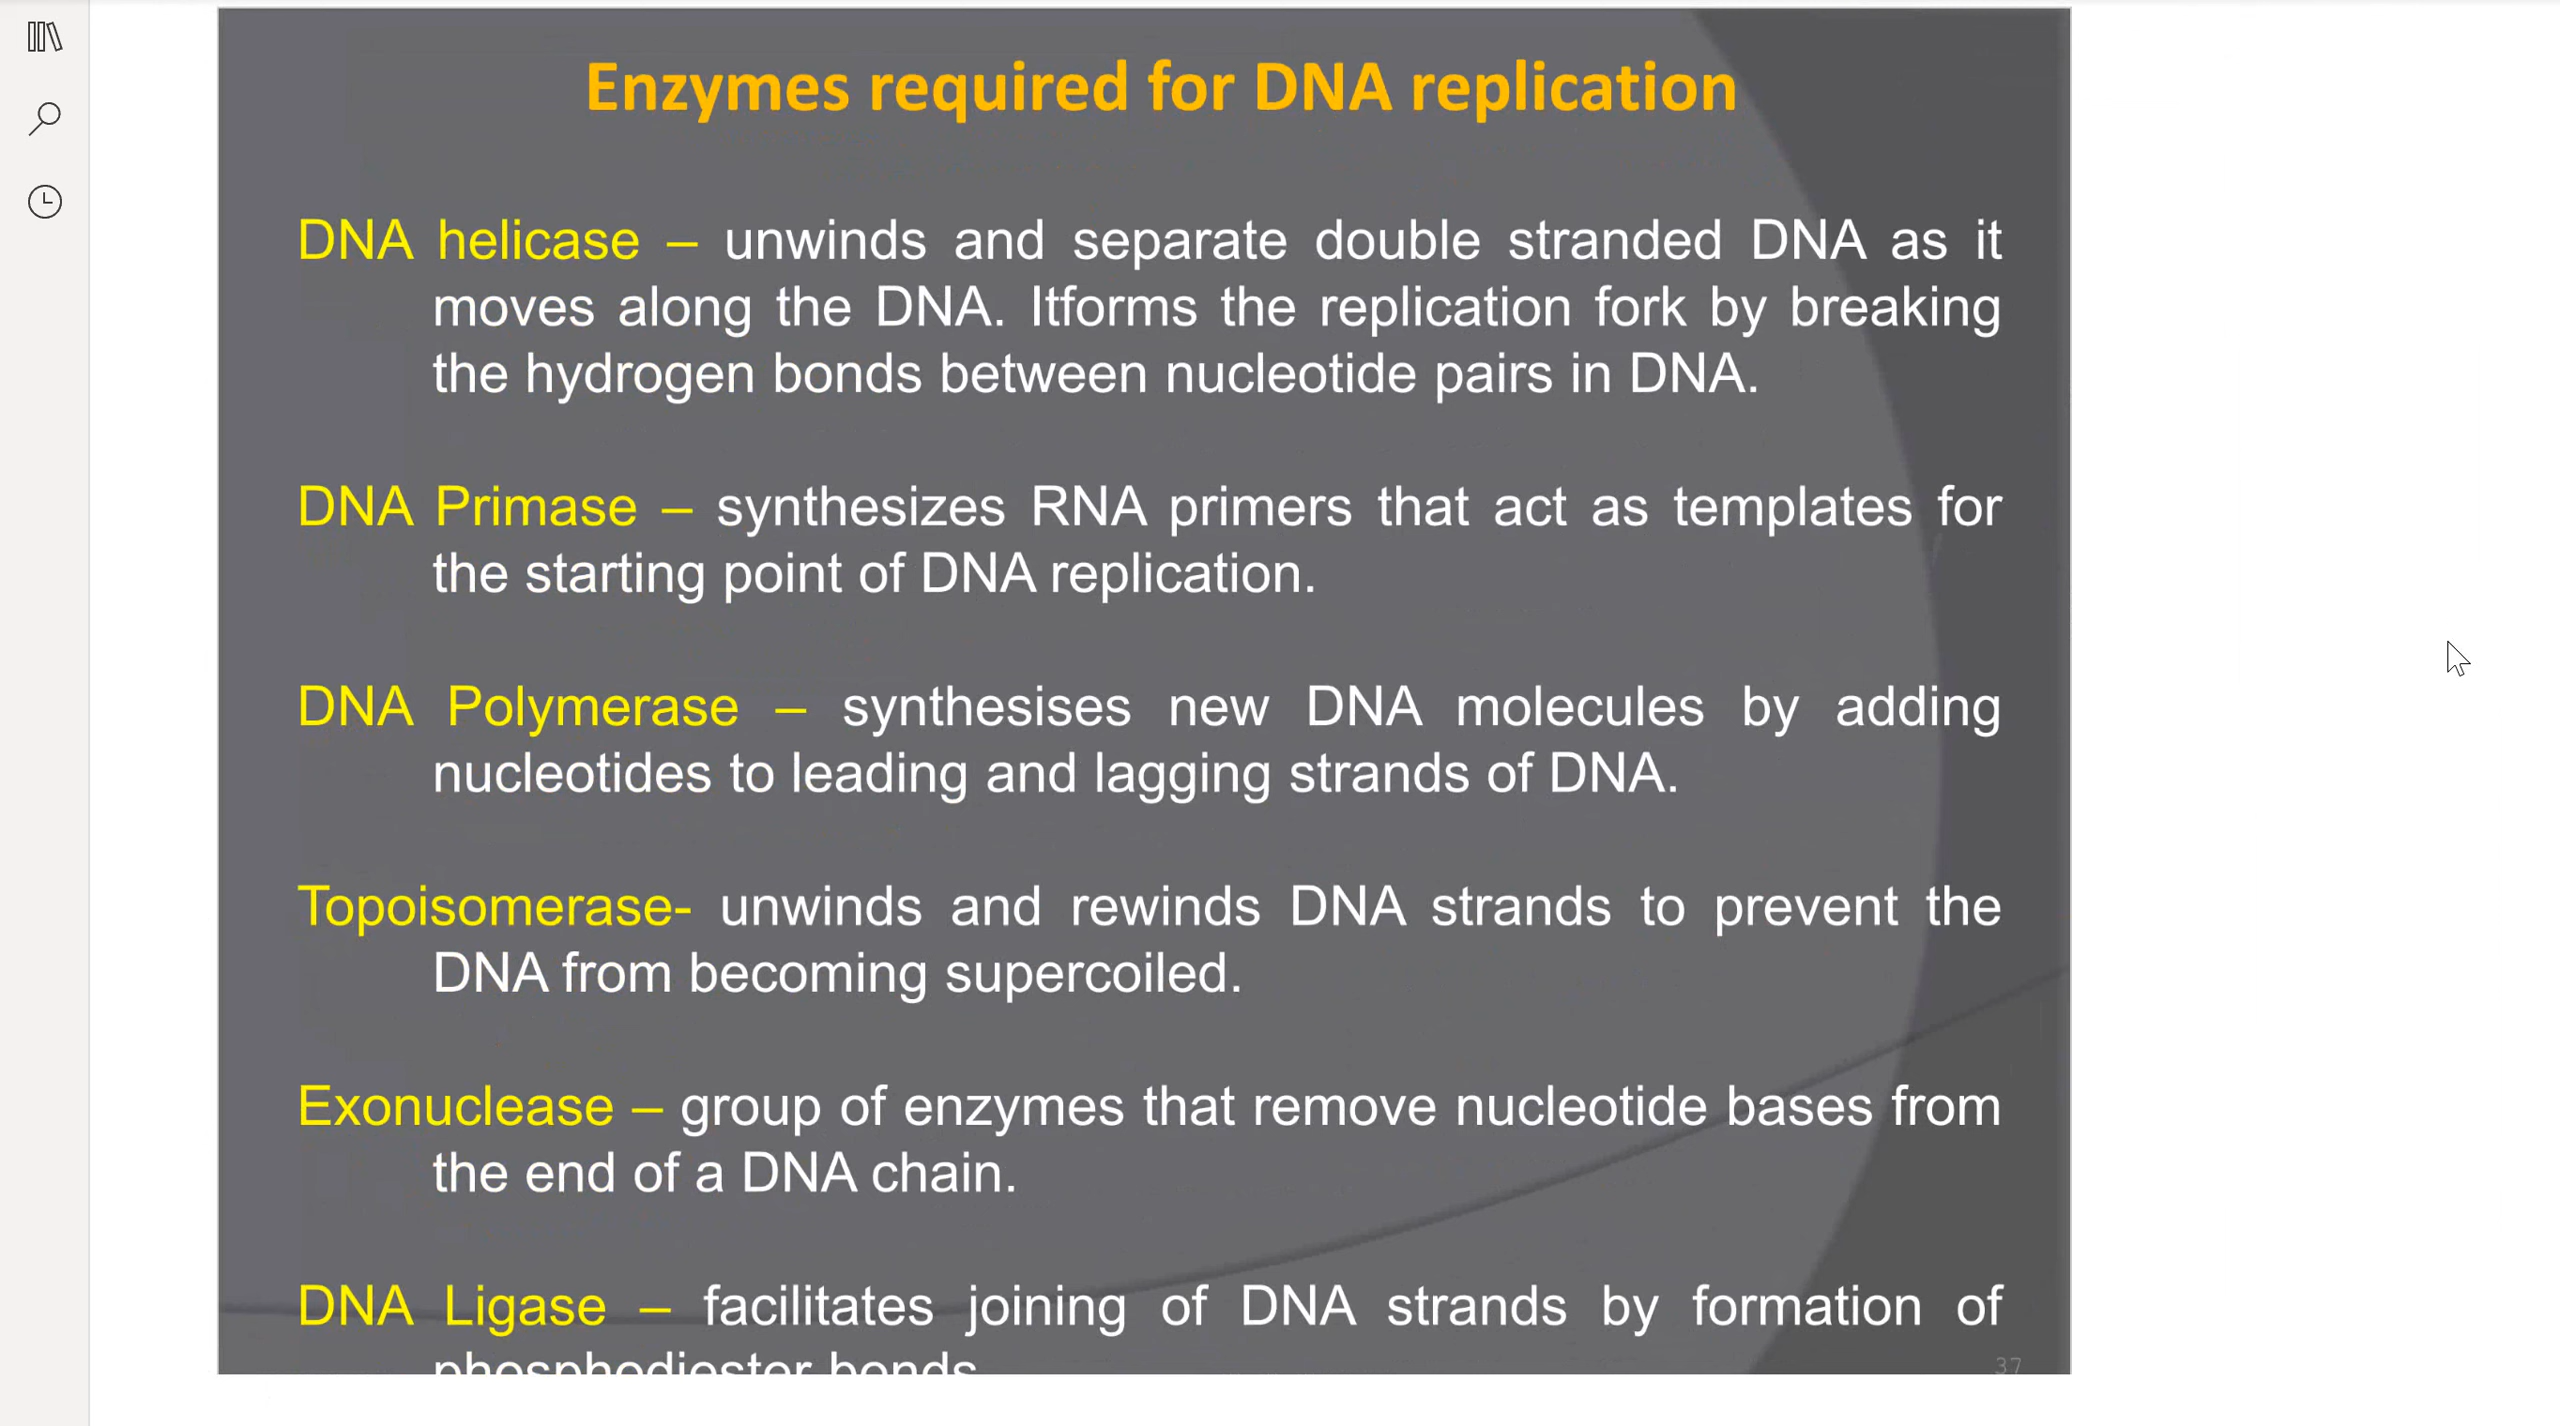 Enzymes required for DNA replication
DNA helicase – unwinds and separate double stranded DNA as it
moves along the DNA. Itforms the replication fork by breaking
the hydrogen bonds between nucleotide pairs in DNA.
DNA Primase – synthesizes RNA primers that act as templates for
the starting point of DNA replication.
DNA Polymerase – synthesises new DNA molecules by adding
nucleotides to leading and lagging strands of DNA.
Topoisomerase- unwinds and rewinds DNA strands to prevent the
DNA from becoming supercoiled.
Exonuclease – group of enzymes that remove nucleotide bases from
the end of a DNA chain.
DNA Ligase – facilitates joining of DNA strands by formation of
phosphodiester bonds
37